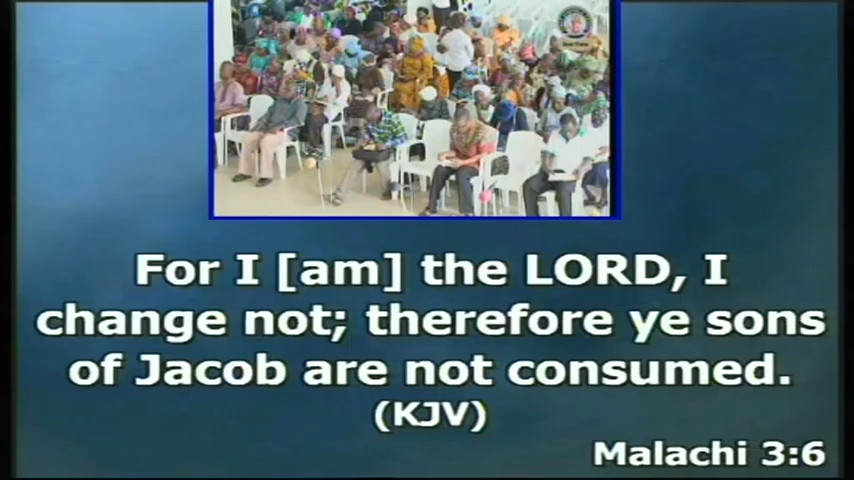 For I [am] the LORD, I
change not; therefore ye sons
of Jacob are not consumed.
(KJV)
Malachi 3:6